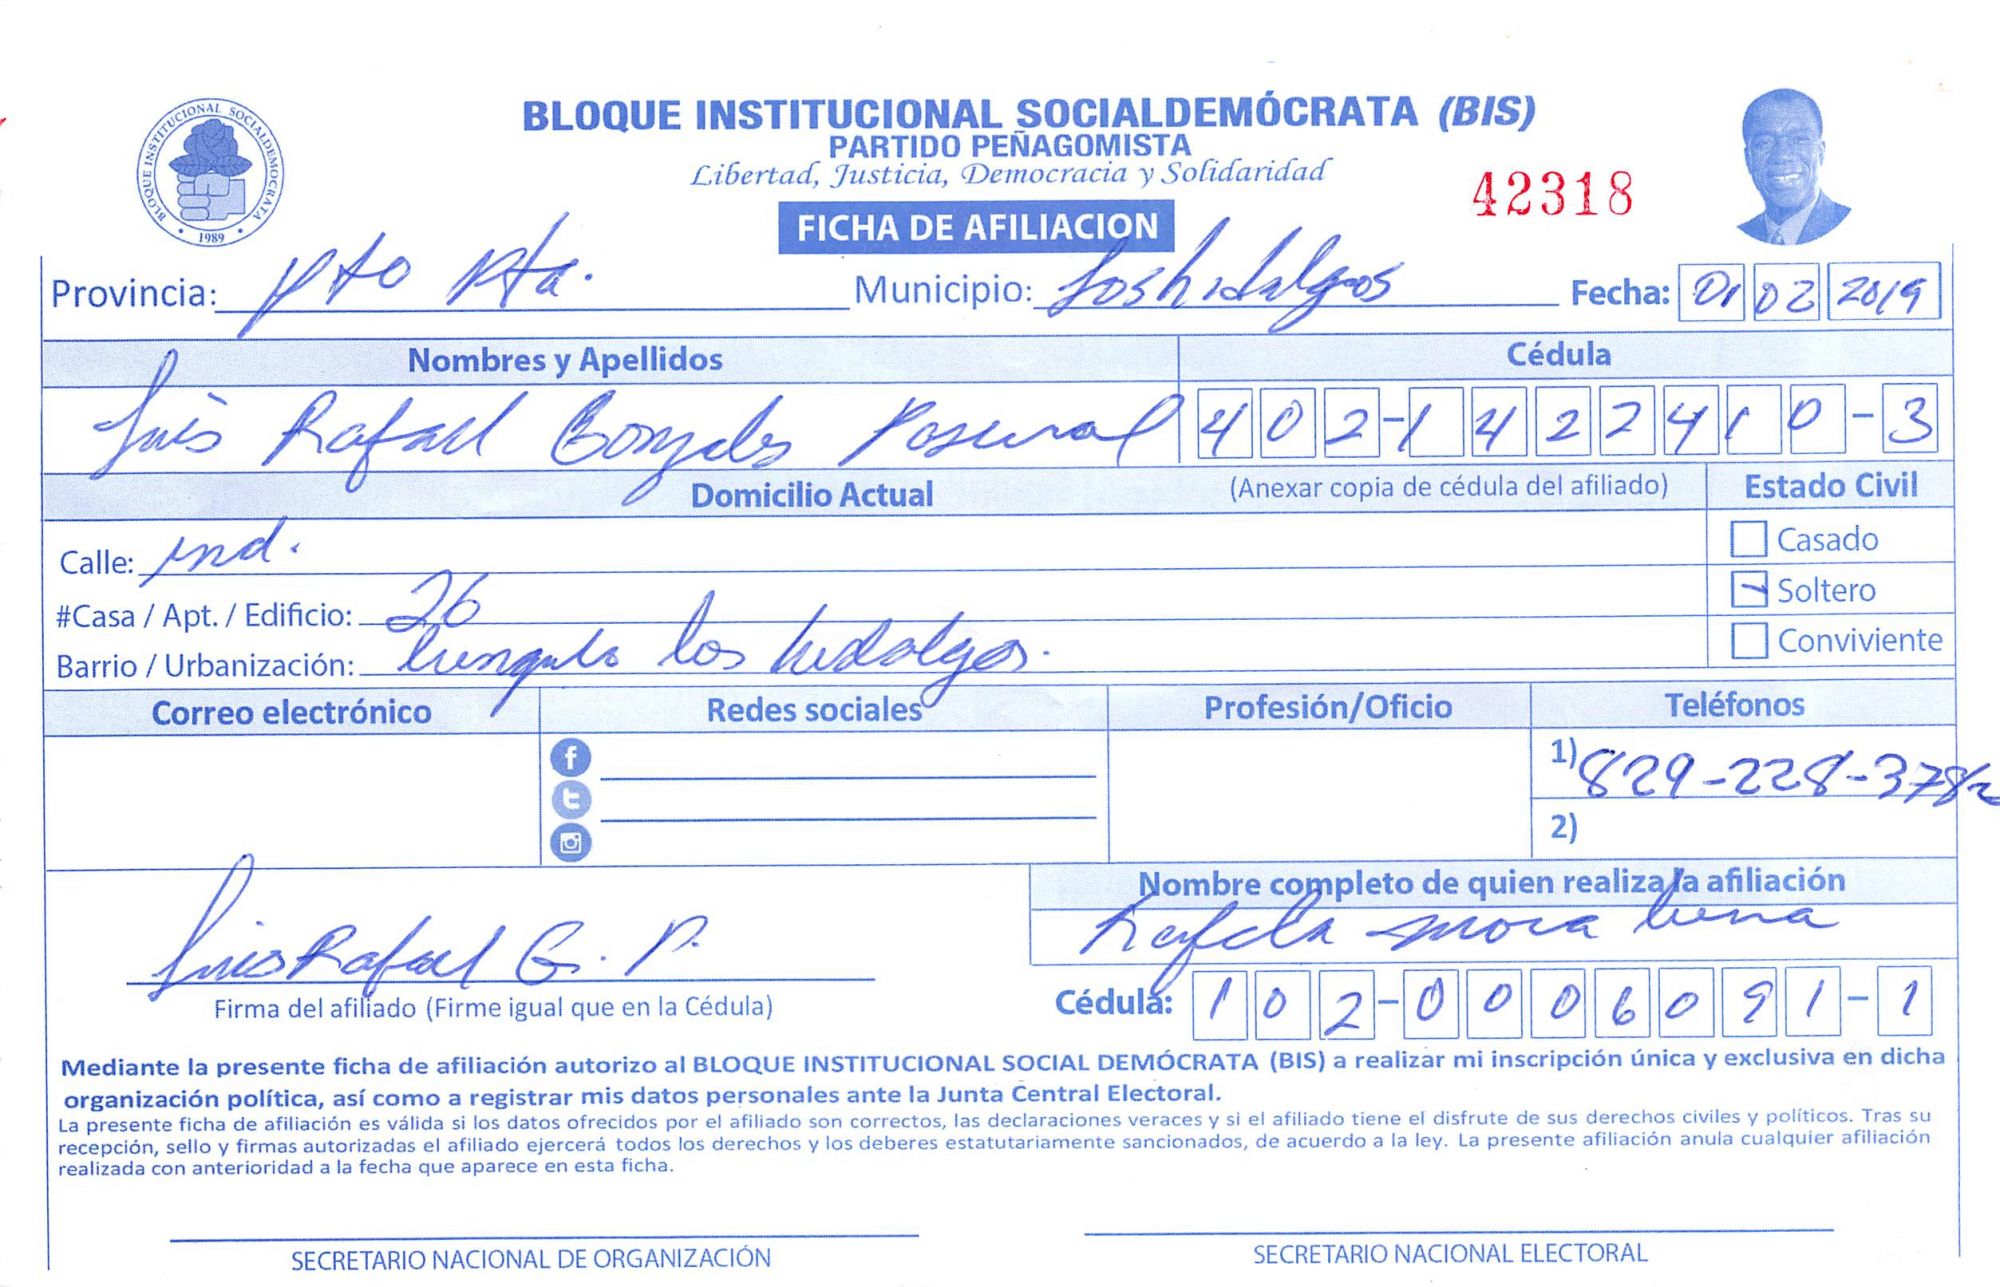 BLOQUE INSTITUCIONAL SOCIALDEMOCRATA
1989
BLOQUE INSTITUCIONAL SOCIALDEMÓCRATA (BIS)
PARTIDO PEÑAGOMISTA
Libertad, Justicia, Democracia y Solidaridad
42318
FICHA DE AFILIACION
Provincia: Pto Pta. Municipio: Los hidalgos Fecha: 01 02 2019
Nombres y Apellidos Cédula
Luis Rafael Gonzales Pascual 402-1422410-3
Domicilio Actual (Anexar copia de cédula del afiliado) Estado Civil
Calle: ind. Casado
#Casa / Apt. / Edificio: 26 Soltero
Barrio / Urbanización: los hidalgos. Conviviente
Correo electrónico Redes sociales Profesión/Oficio Teléfonos
1) 829-228-3782
2)
Nombre completo de quien realiza la afiliación
mora
Luis Rafael G. P.
Firma del afiliado (Firme igual que en la Cédula) Cédula: 102-0006091-1
Mediante la presente ficha de afiliación autorizo al BLOQUE INSTITUCIONAL SOCIAL DEMÓCRATA (BIS) a realizar mi inscripción única y exclusiva en dicha
organización política, así como a registrar mis datos personales ante la Junta Central Electoral.
La presente ficha de afiliación es válida si los datos ofrecidos por el afiliado son correctos, las declaraciones veraces y si el afiliado tiene el disfrute de sus derechos civiles y políticos. Tras su
recepción, sello y firmas autorizadas el afiliado ejercerá todos los derechos y los deberes estatutariamente sancionados, de acuerdo a la ley. La presente afiliación anula cualquier afiliación
realizada con anterioridad a la fecha que aparece en esta ficha.
SECRETARIO NACIONAL DE ORGANIZACIÓN SECRETARIO NACIONAL ELECTORAL